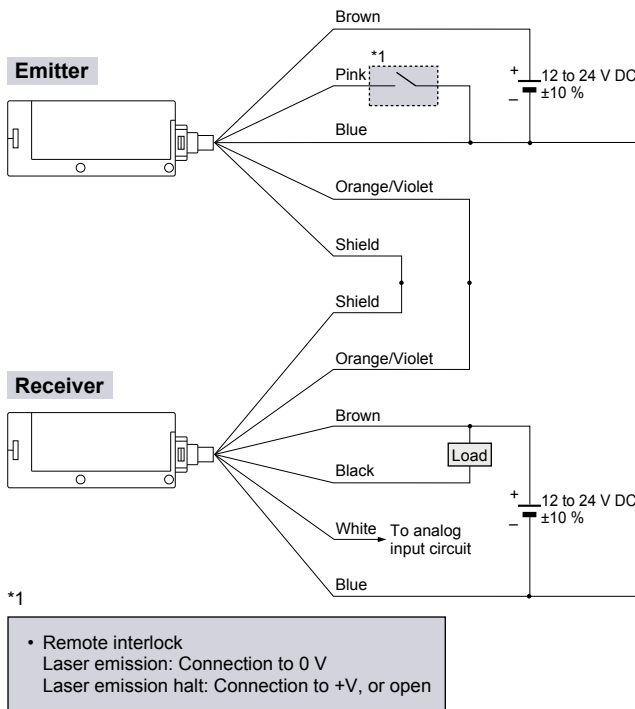 Brown
Emitter
*1
Pink
+ 12 to 24 V DC
– ±10 %
Blue
Orange/Violet
Shield
Shield
Orange/Violet
Receiver
Brown
Load
Black
+ 12 to 24 V DC
– ±10 %
White To analog
input circuit
Blue
*1
• Remote interlock
Laser emission: Connection to 0 V
Laser emission halt: Connection to +V, or open